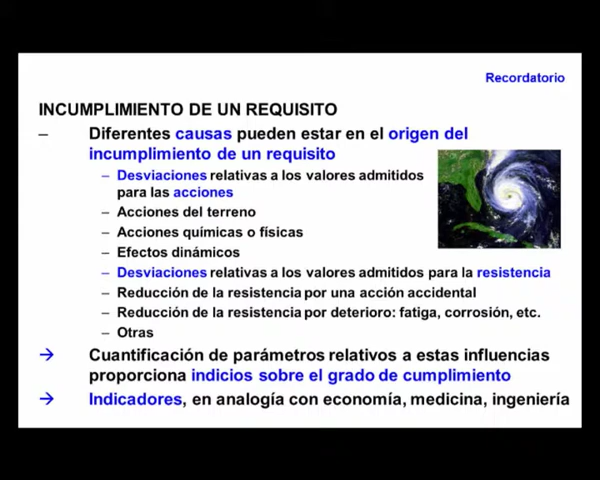 Recordatorio
INCUMPLIMIENTO DE UN REQUISITO
– Diferentes causas pueden estar en el origen del
incumplimiento de un requisito
– Desviaciones relativas a los valores admitidos
para las acciones
– Acciones del terreno
– Acciones químicas o físicas
– Efectos dinámicos
– Desviaciones relativas a los valores admitidos para la resistencia
– Reducción de la resistencia por una acción accidental
– Reducción de la resistencia por deterioro: fatiga, corrosión, etc.
– Otras
→ Cuantificación de parámetros relativos a estas influencias
proporciona indicios sobre el grado de cumplimiento
→ Indicadores, en analogía con economía, medicina, ingeniería